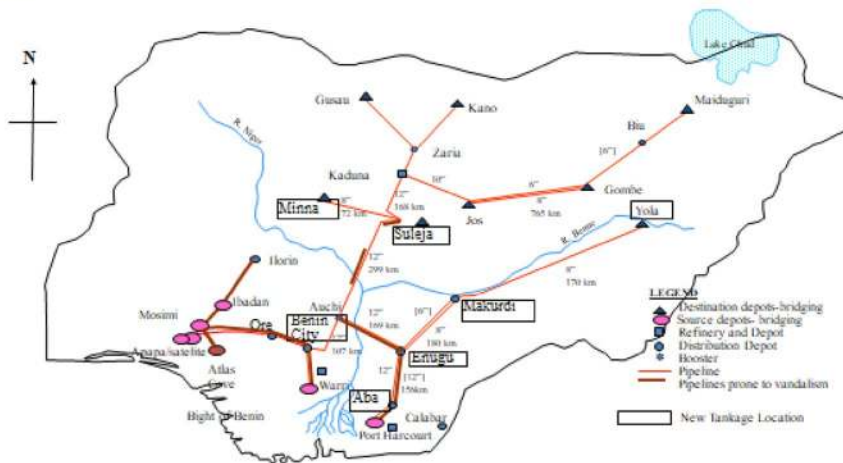 N
Lake Chad
Gusau
Kano
Maiduguri
R. Niger
Biu
Zaria
[6"]
Kaduna
10"
6"
12"
168 km
Gombe
8"
72 km
Minna
Jos
8"
765 km
Yola
Suleja
R. Benue
12"
299 km
8"
170 km
Ilorin
LEGEND
Destination depots-bridging
Source depots- bridging
Refinery and Depot
Distribution Depot
Booster
Pipeline
Pipelines prone to vandalism
New Tankage Location
Ibadan
Auchi
[6"]
Makurdi
Mosimi
Benin
City
12"
169 km
8"
180 km
Ore
Apapa/satelite
167 km
Enugu
Atlas
Cove
Warri
12"
[12"]
156km
Aba
Bight of Benin
Calabar
Port Harcourt